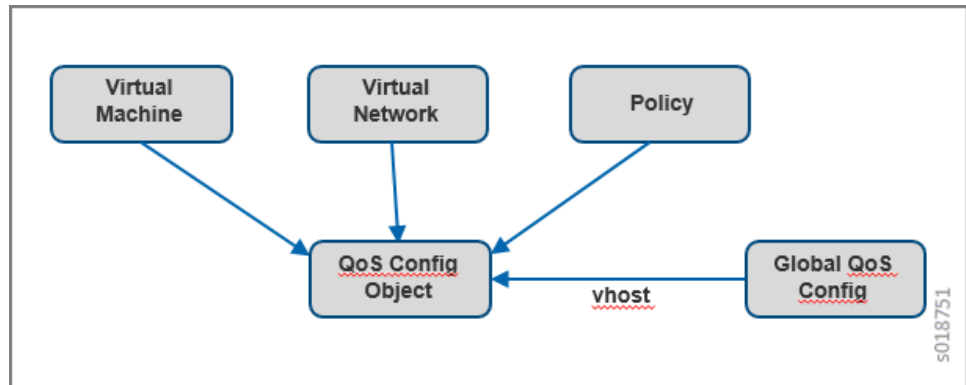 Virtual
Machine
Virtual
Network
Policy
QoS Config
Object
vhost
Global QoS
Config
s018751